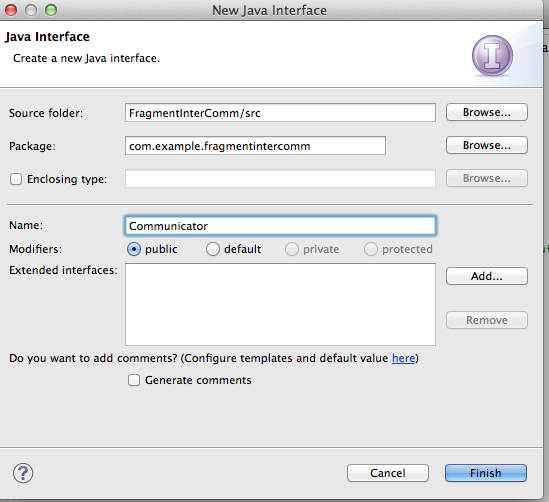 New Java Interface
Java Interface
Create a new Java interface.
I
Source folder: FragmentInterComm/src Browse...
Package: com.example.fragmentintercomm Browse...
Enclosing type: Browse...
Name: Communicator
Modifiers: public default private protected
Extended interfaces: Add...
Remove
Do you want to add comments? (Configure templates and default value here)
Generate comments
? Cancel Finish